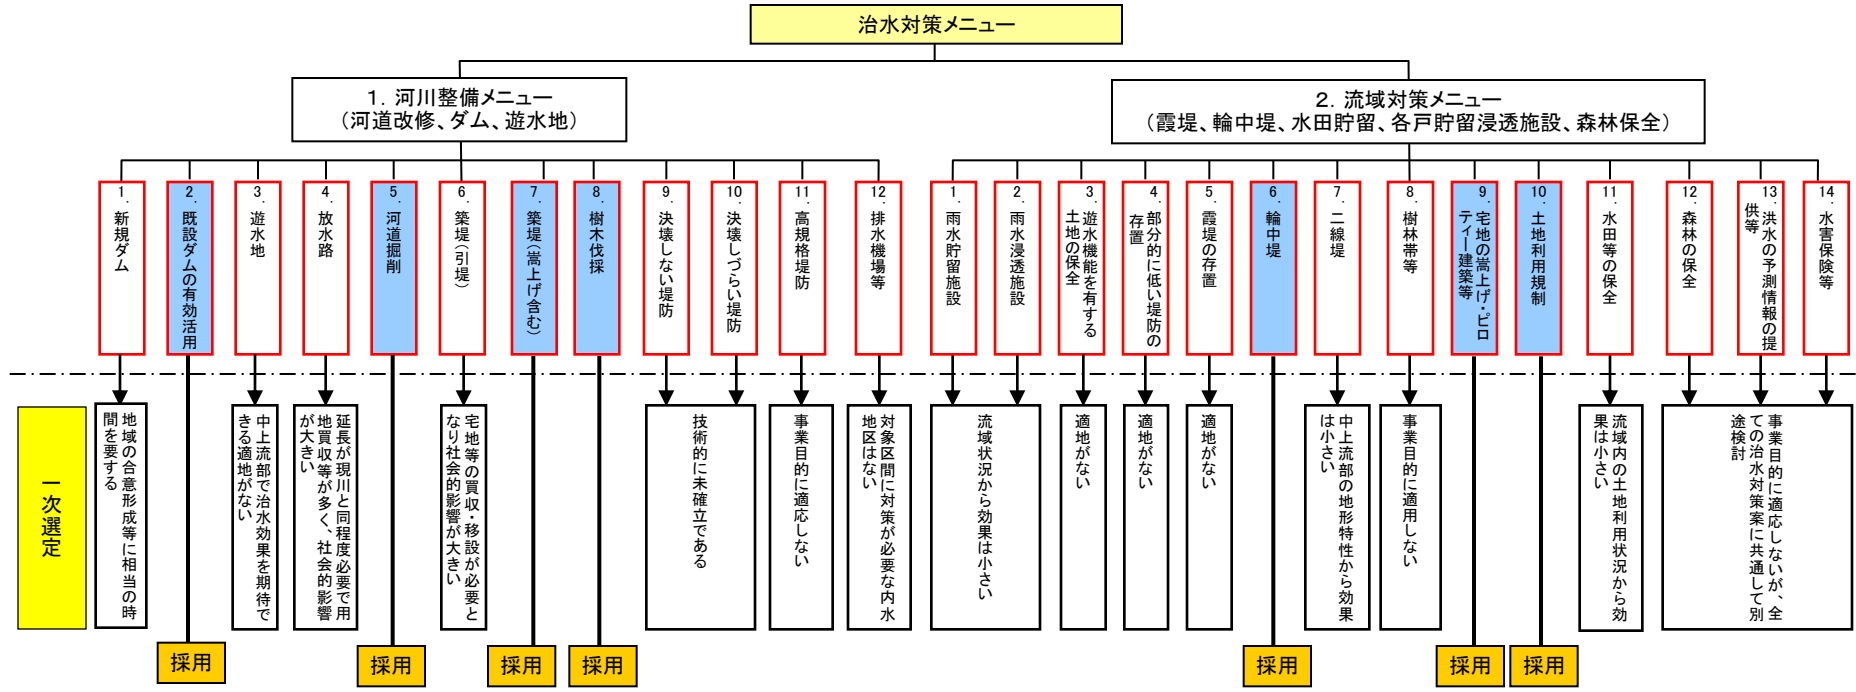 治水対策メニュー
1．河川整備メニュー
（河道改修、ダム、遊水地）
2．流域対策メニュー
（霞堤、輪中堤、水田貯留、各戸貯留浸透施設、森林保全）
1．新規ダム
2．既設ダムの有効活用
3．遊水地
4．放水路
5．河道掘削
6．築堤（引堤）
7．築堤（嵩上げ含む）
8．樹木伐採
9．決壊しない堤防
10．決壊しづらい堤防
11．高規格堤防
12．排水機場等
1．雨水貯留施設
2．雨水浸透施設
3．遊水機能を有する
土地の保全
4．部分的に低い堤防の
存置
5．霞堤の存置
6．輪中堤
7．二線堤
8．樹林帯等
9．宅地の嵩上げ・ピロ
ティー建築等
10．土地利用規制
11．水田等の保全
12．森林の保全
13．洪水の予測情報の提
供等
14．水害保険等
一次選定
地域の合意形成等に相当の時
間を要する
中上流部で治水効果を期待で
きる適地がない
延長が現川と同程度必要で用
地買収等が多く、社会的影響
が大きい
宅地等の買収・移設が必要と
なり社会的影響が大きい
技術的に未確立である
事業目的に適応しない
対象区間に対策が必要な内水
地区はない
流域状況から効果は小さい
適地がない
適地がない
適地がない
中上流部の地形特性から効果
は小さい
事業目的に適用しない
流域内の土地利用状況から効
果は小さい
事業目的に適応しないが、全
ての治水対策案に共通して別
途検討
採用
採用
採用
採用
採用
採用
採用